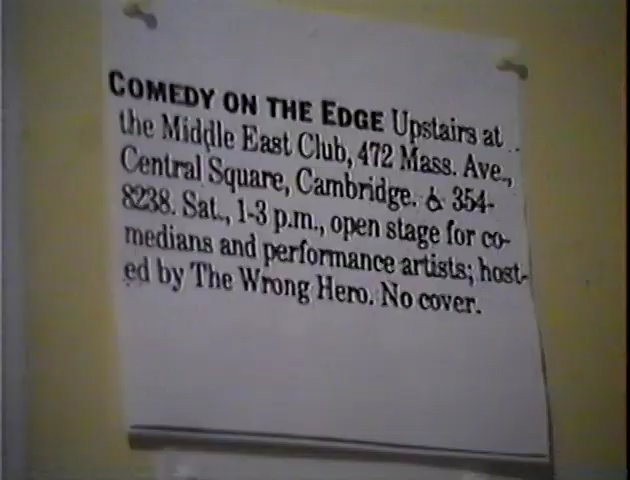 COMEDY ON THE EDGE Upstairs at
the Middle East Club, 472 Mass. Ave.,
Central Square, Cambridge. ♿ 354-
8238. Sat., 1-3 p.m., open stage for co-
medians and performance artists; host-
ed by The Wrong Hero. No cover.